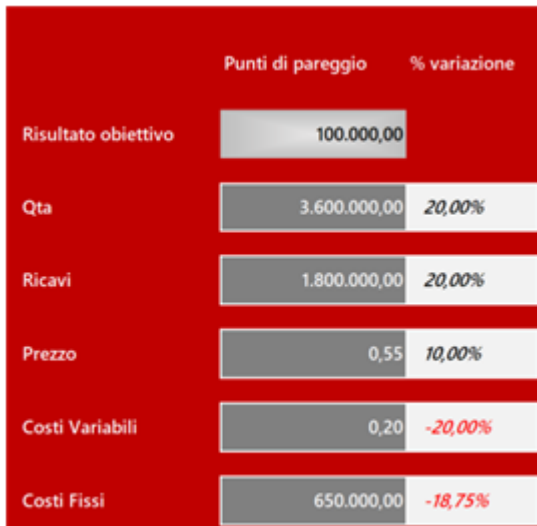 Punti di pareggio % variazione
Risultato obiettivo 100.000,00
Qta 3.600.000,00 20,00%
Ricavi 1.800.000,00 20,00%
Prezzo 0,55 10,00%
Costi Variabili 0,20 -20,00%
Costi Fissi 650.000,00 -18,75%